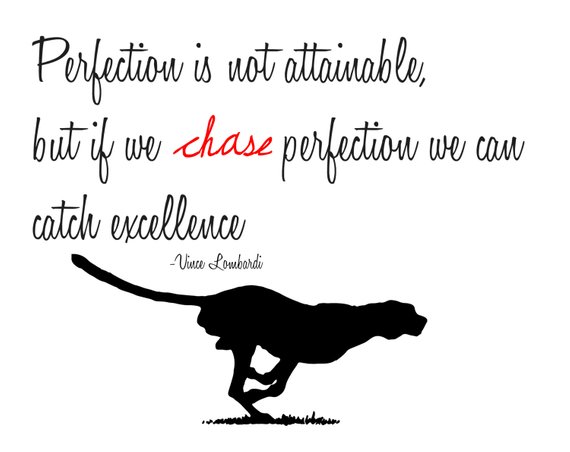 Perfection is not attainable,
but if we chase perfection we can
catch excellence
-Vince Lombardi